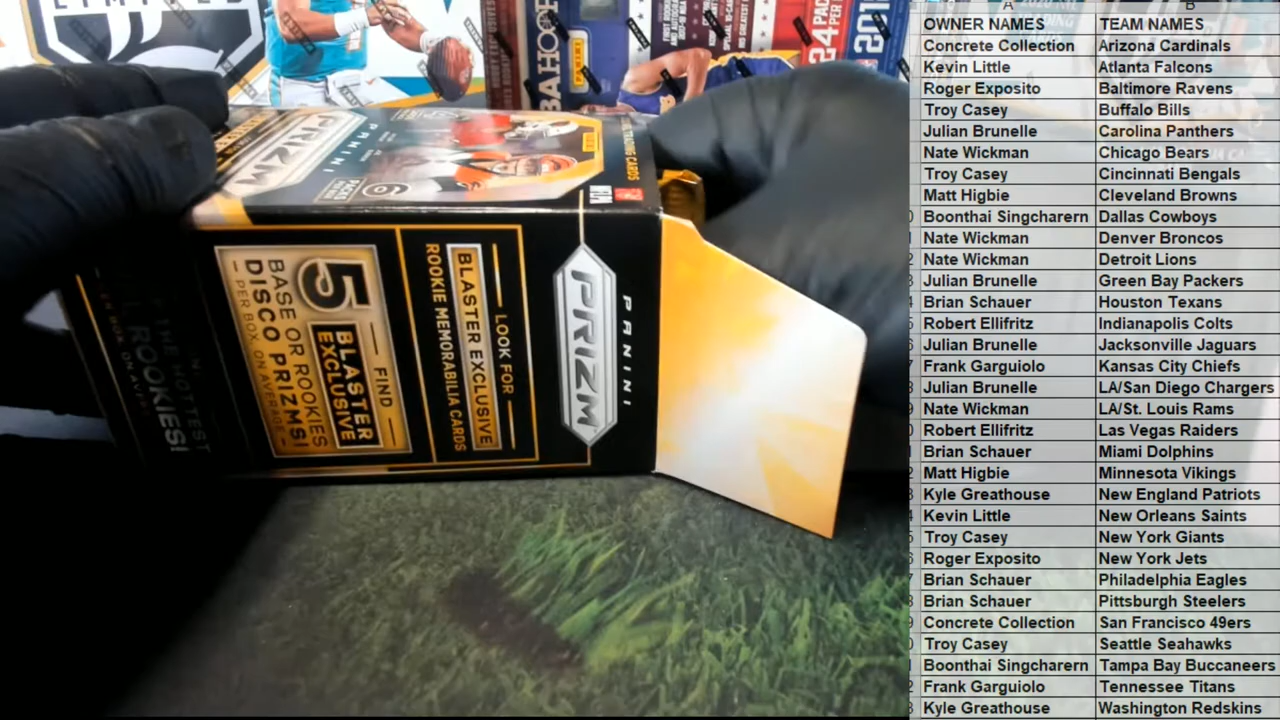 24 PACK
PANINI
PRIZM
PANINI
6
PACKS
PANINI
PRIZM
LOOK FOR
BLASTER EXCLUSIVE
ROOKIE MEMORABILIA CARDS
FIND
5 BLASTER
EXCLUSIVE
BASE OR ROOKIES
DISCO PRIZMS!
PER BOX, ON AVERAGE
ROOKIES!
A B
OWNER NAMES TEAM NAMES
Concrete Collection Arizona Cardinals
Kevin Little Atlanta Falcons
Roger Exposito Baltimore Ravens
Troy Casey Buffalo Bills
Julian Brunelle Carolina Panthers
Nate Wickman Chicago Bears
Troy Casey Cincinnati Bengals
Matt Higbie Cleveland Browns
Boonthai Singcharern Dallas Cowboys
Nate Wickman Denver Broncos
Nate Wickman Detroit Lions
Julian Brunelle Green Bay Packers
Brian Schauer Houston Texans
Robert Ellifritz Indianapolis Colts
Julian Brunelle Jacksonville Jaguars
Frank Garguiolo Kansas City Chiefs
Julian Brunelle LA/San Diego Chargers
Nate Wickman LA/St. Louis Rams
Robert Ellifritz Las Vegas Raiders
Brian Schauer Miami Dolphins
Matt Higbie Minnesota Vikings
Kyle Greathouse New England Patriots
Kevin Little New Orleans Saints
Troy Casey New York Giants
Roger Exposito New York Jets
Brian Schauer Philadelphia Eagles
Brian Schauer Pittsburgh Steelers
Concrete Collection San Francisco 49ers
Troy Casey Seattle Seahawks
Boonthai Singcharern Tampa Bay Buccaneers
Frank Garguiolo Tennessee Titans
Kyle Greathouse Washington Redskins